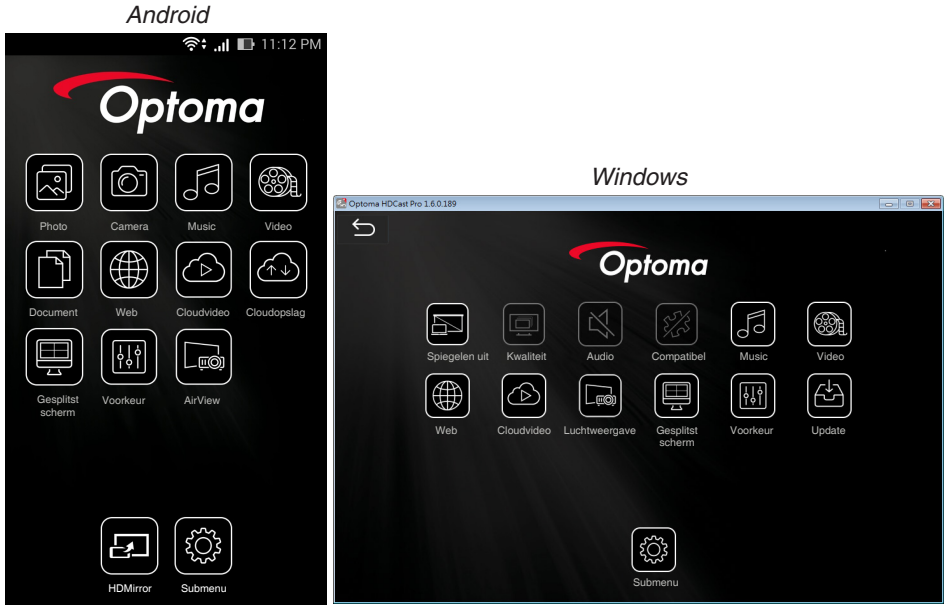 Android
11:12 PM
Optoma
Photo Camera Music Video
Document Web Cloudvideo Cloudopslag
Gesplitst scherm Voorkeur AirView
HDMirror Submenu
Windows
Optoma HDCast Pro 1.6.0.189
Optoma
Spiegelen uit Kwaliteit Audio Compatibel Music Video
Web Cloudvideo Luchtweergave Gesplitst scherm Voorkeur Update
Submenu